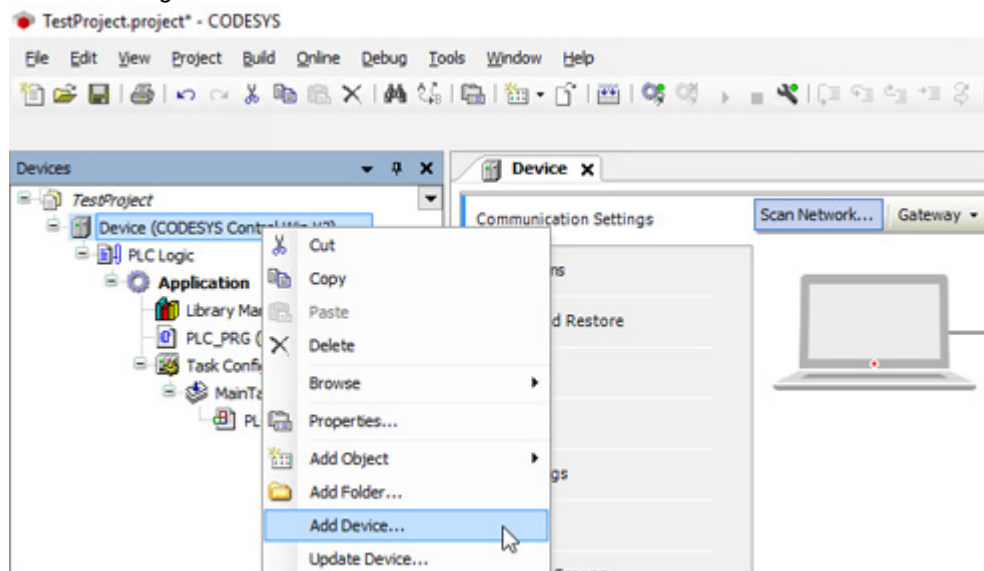 TestProject.project* - CODESYS
File Edit View Project Build Online Debug Tools Window Help
Devices
Device
TestProject
Device (CODESYS Control Win V3)
Communication Settings
Scan Network...
Gateway
PLC Logic
Application
Library Ma
PLC_PRG (
Task Confi
MainTa
PL
Cut
Copy
Paste
Delete
Browse
Properties...
Add Object
Add Folder...
Add Device...
Update Device...
ns
d Restore
gs